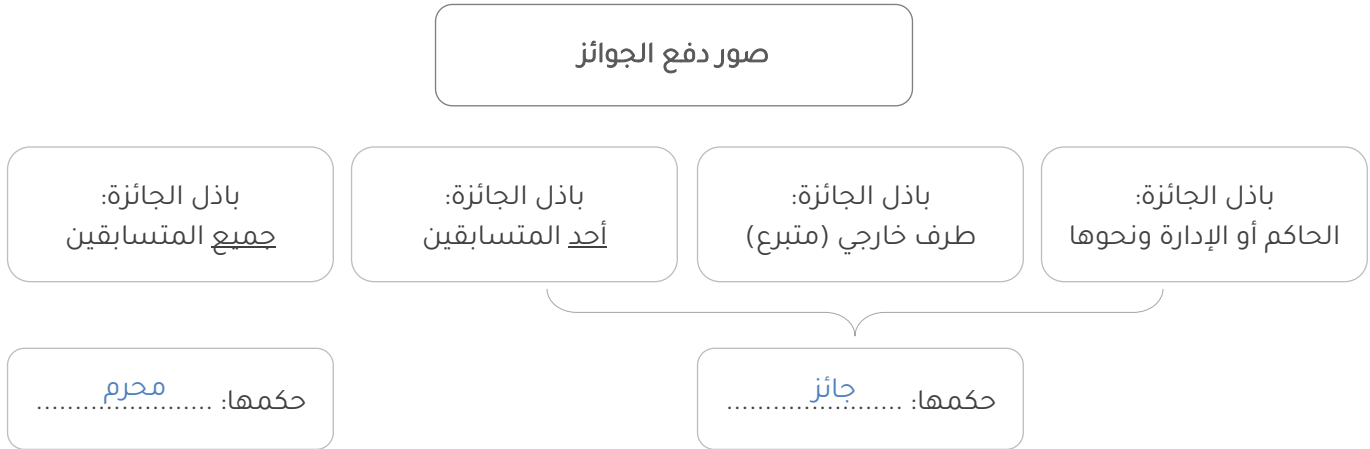 صور دفع الجوائز
باذل الجائزة:
الحاكم أو الإدارة ونحوها
باذل الجائزة:
طرف خارجي (متبرع)
باذل الجائزة:
أحد المتسابقين
باذل الجائزة:
جميع المتسابقين
حكمها: ....................... جائز
حكمها: ....................... محرم